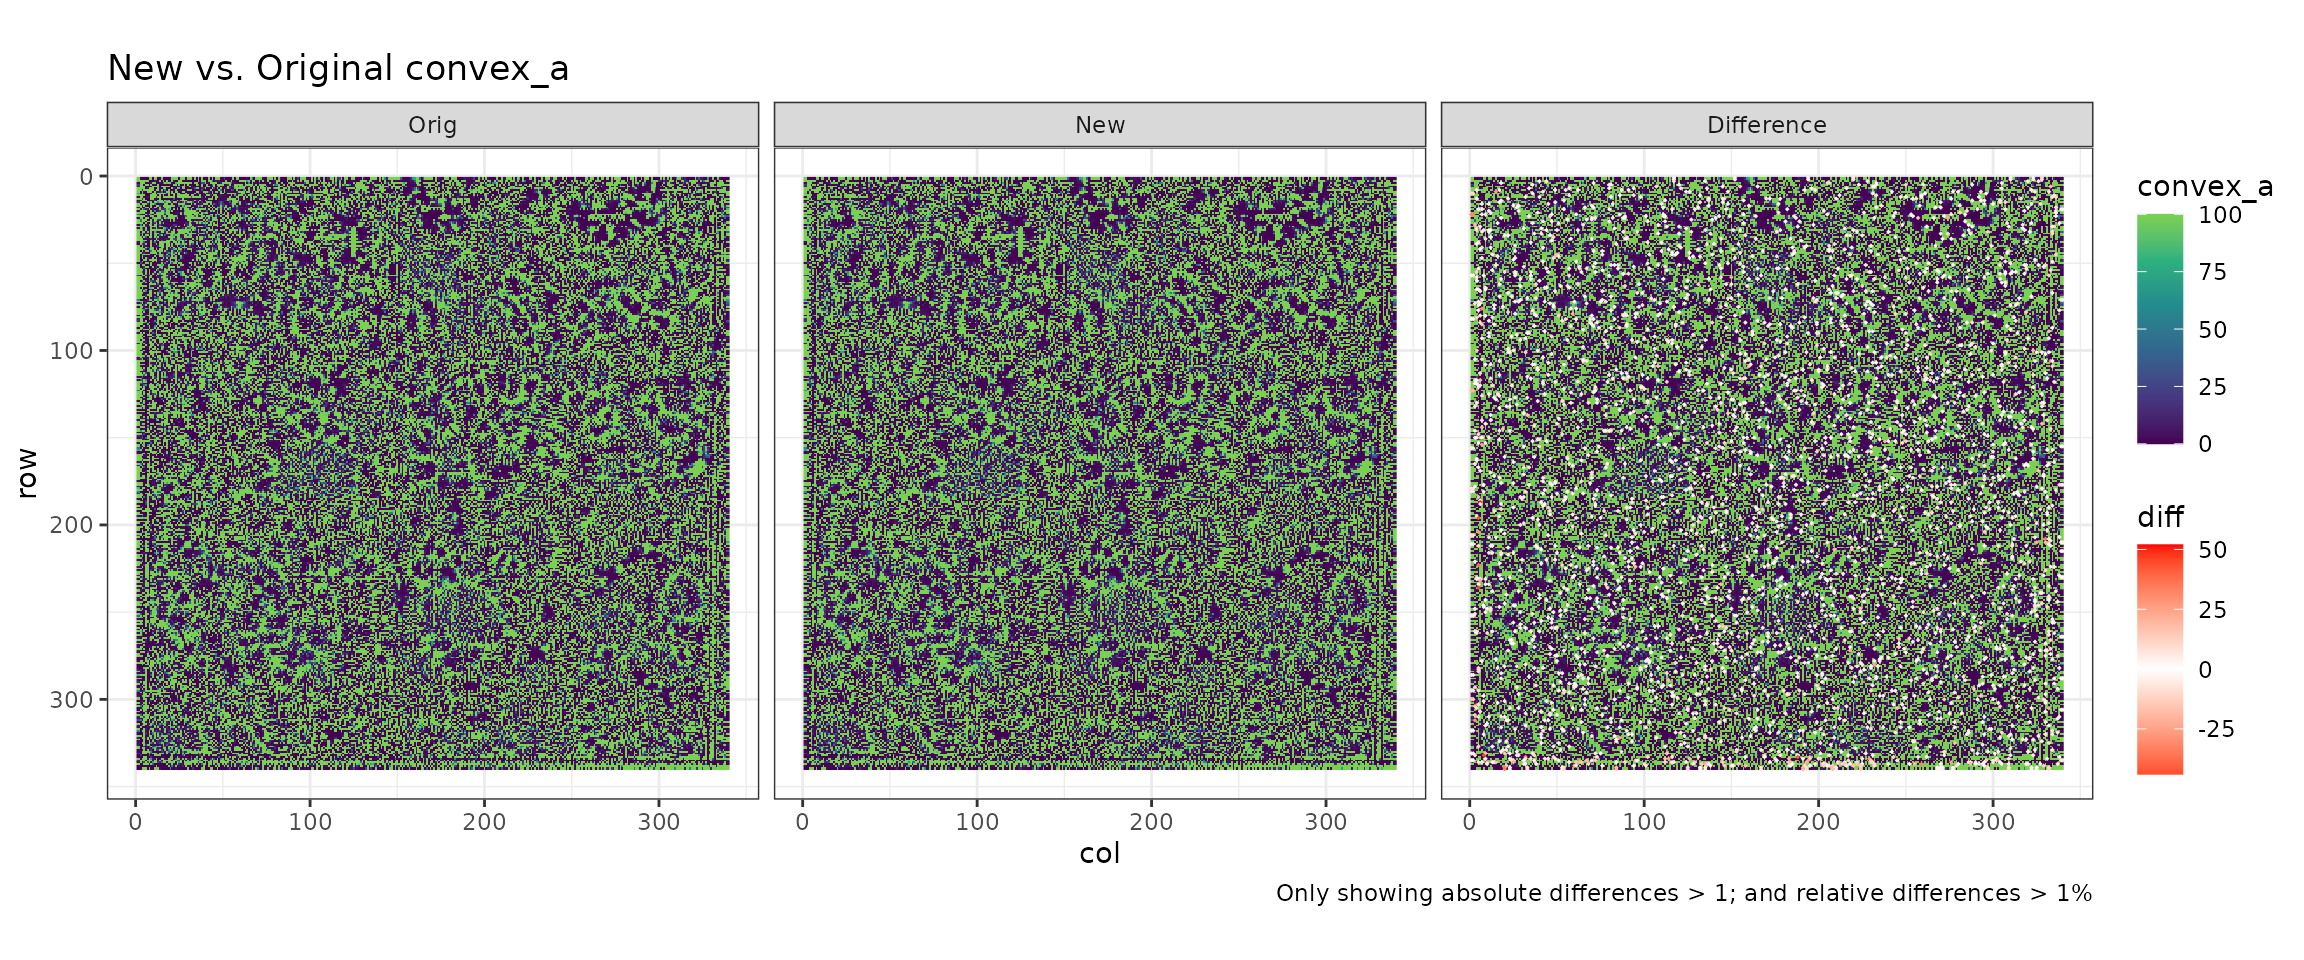 New vs. Original convex_a
Orig
New
Difference
0
100
200
300
row
0 100 200 300
0 100 200 300
0 100 200 300
col
convex_a
100
75
50
25
0
diff
50
25
0
-25
Only showing absolute differences > 1; and relative differences > 1%